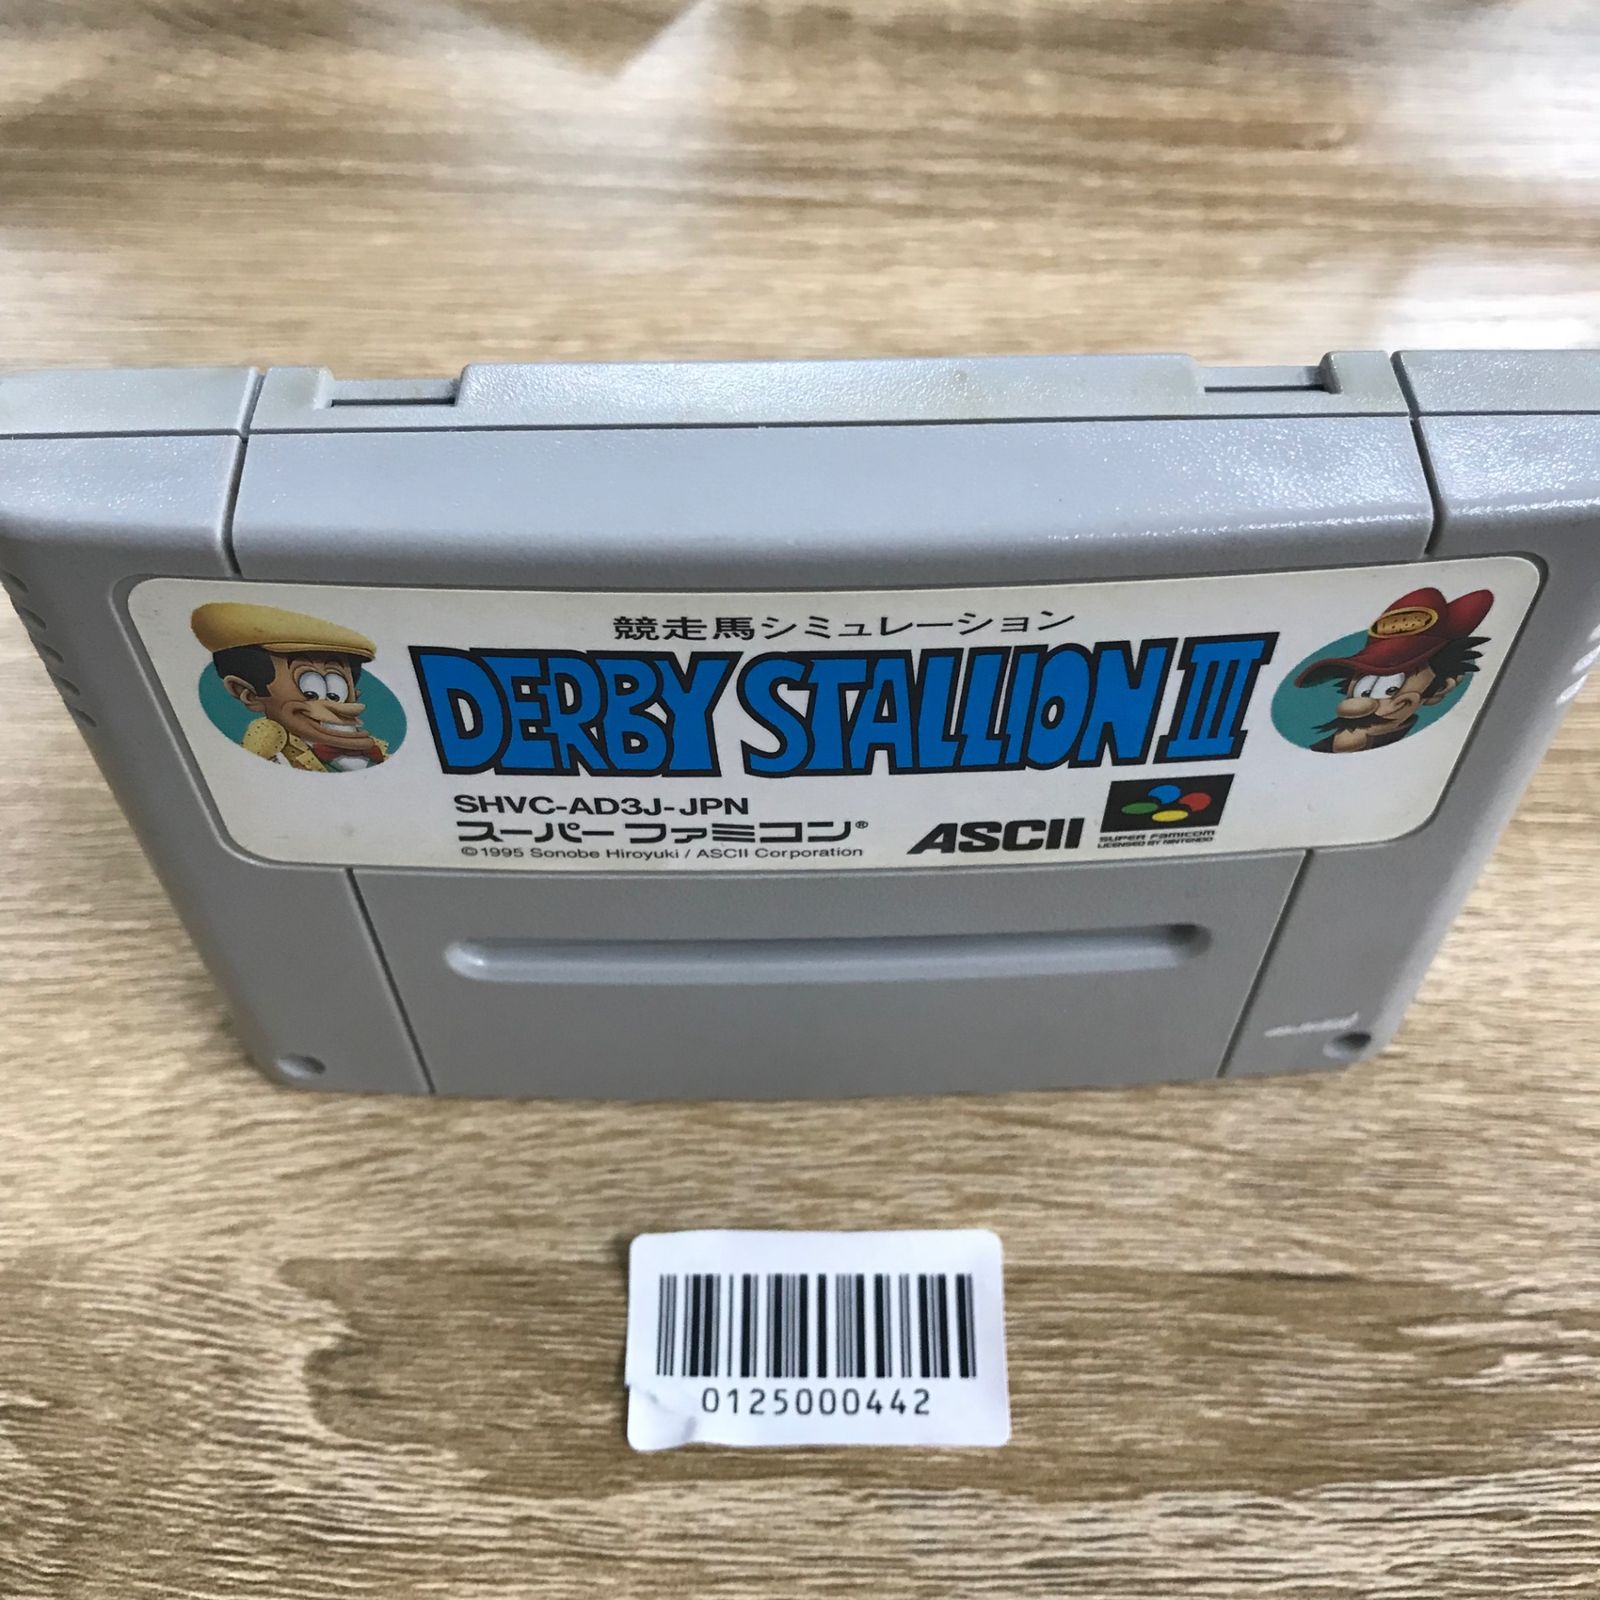 競走馬シミュレーション
DERBY STALLION III
SHVC-AD3J-JPN
スーパーファミコン®
©1995 Sonobe Hiroyuki / ASCII Corporation
ASCII
SUPER FAMICOM
LICENSED BY NINTENDO
0125000442